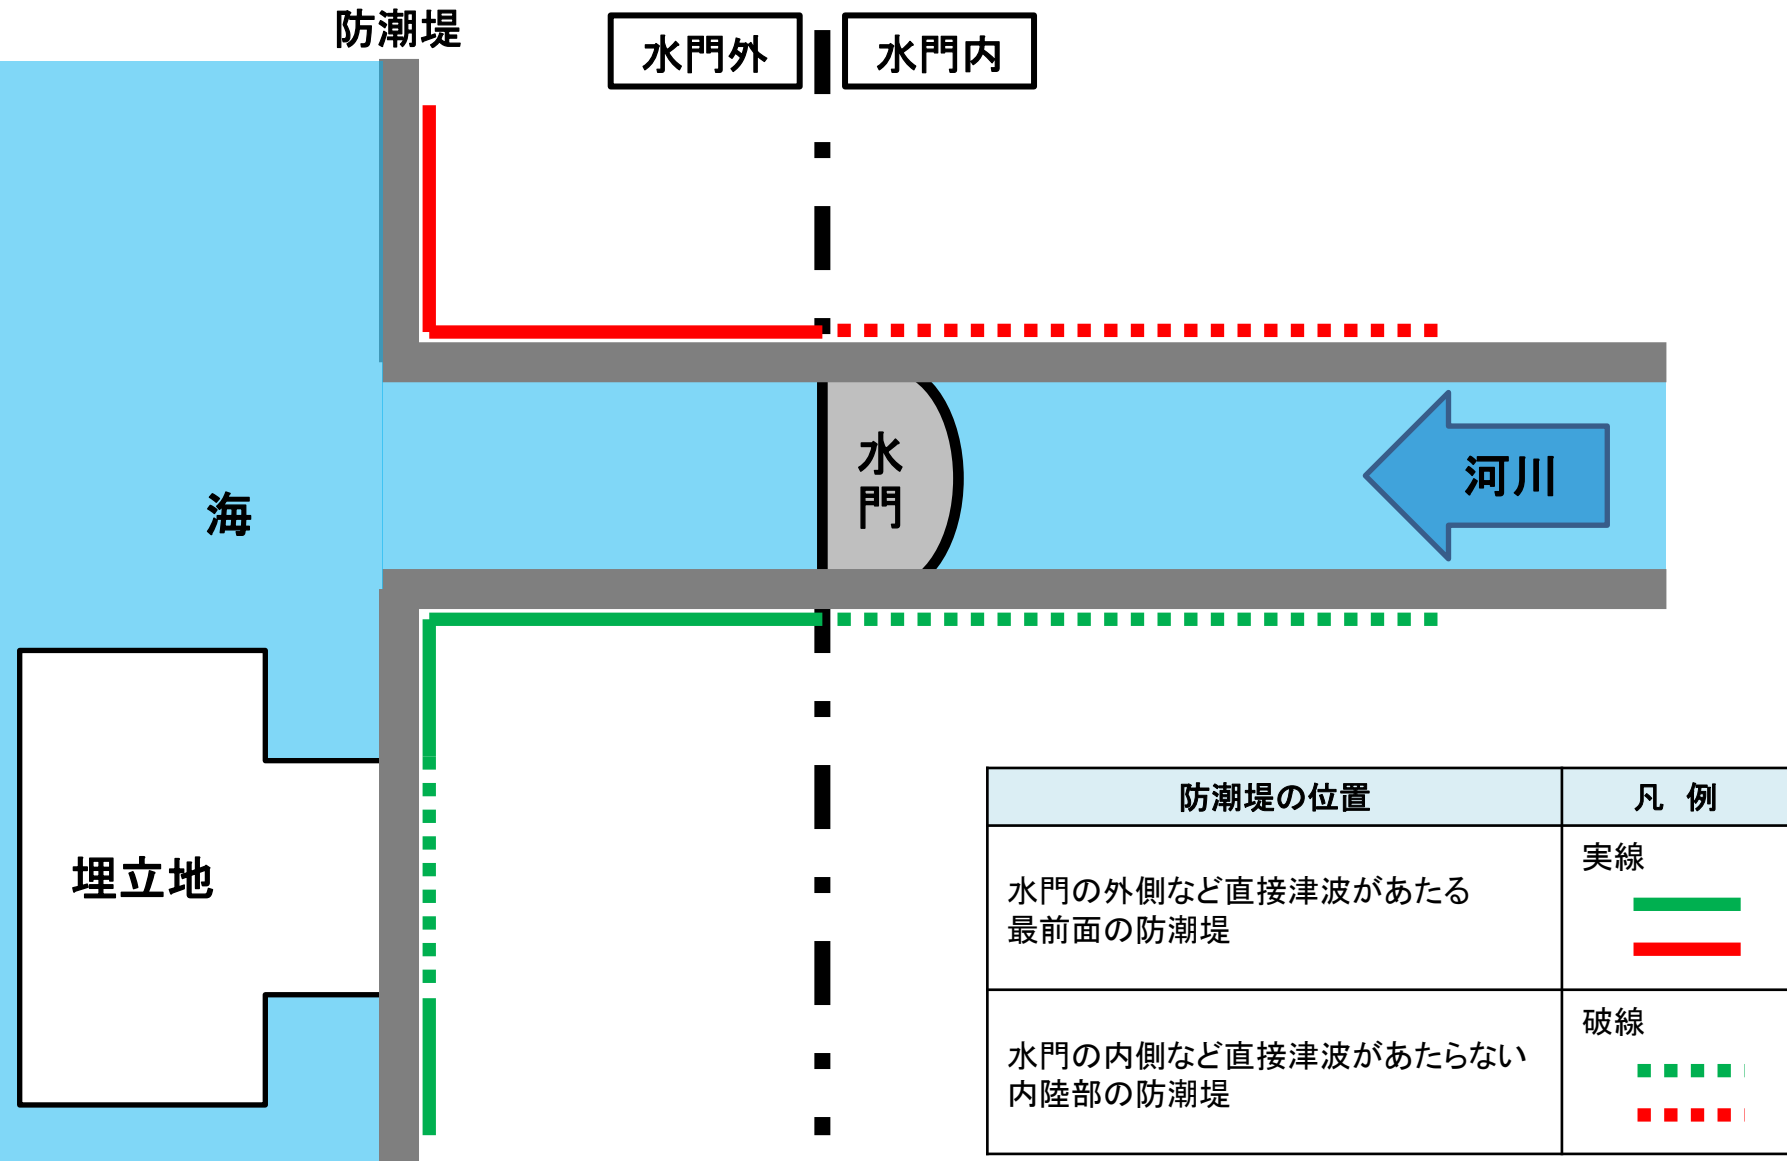 防潮堤
水門外
水門内
水
門
河川
海
埋立地
防潮堤の位置
凡 例
水門の外側など直接津波があたる
最前面の防潮堤
実線
水門の内側など直接津波があたらない
内陸部の防潮堤
破線